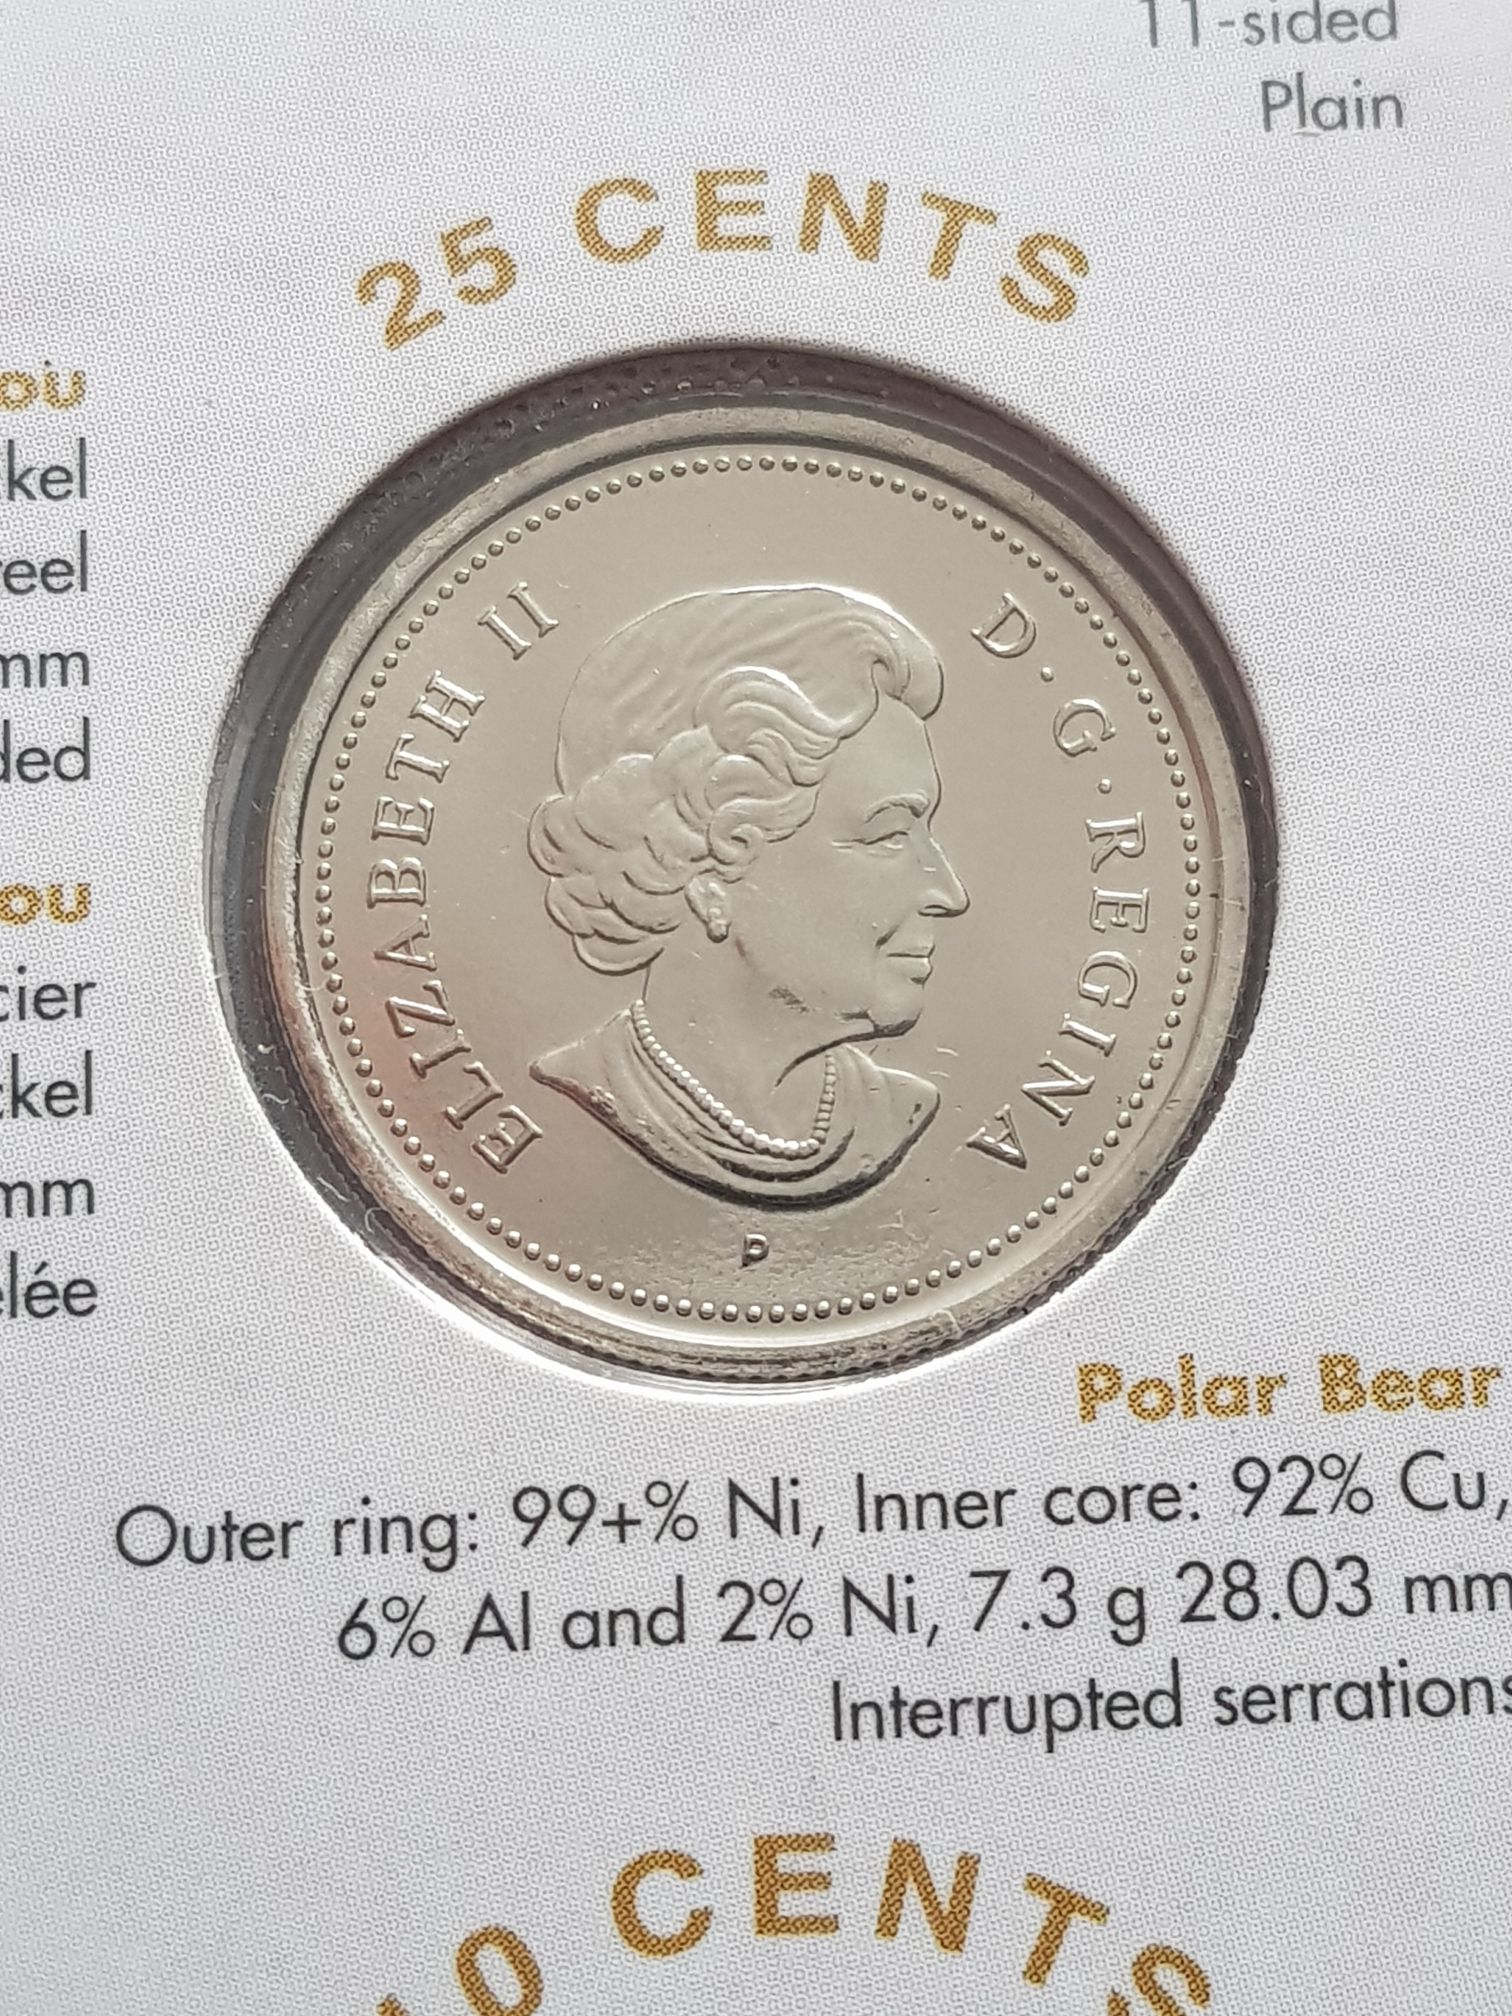 11-sided
Plain
25 CENTS
ou
kel
eel
mm
ded
ou
cier
ckel
mm
elée
ELIZABETH II
D·G·REGINA
P
Polar Bear
Outer ring: 99+% Ni, Inner core: 92% Cu,
6% Al and 2% Ni, 7.3 g 28.03 mm
Interrupted serrations
10 CENTS